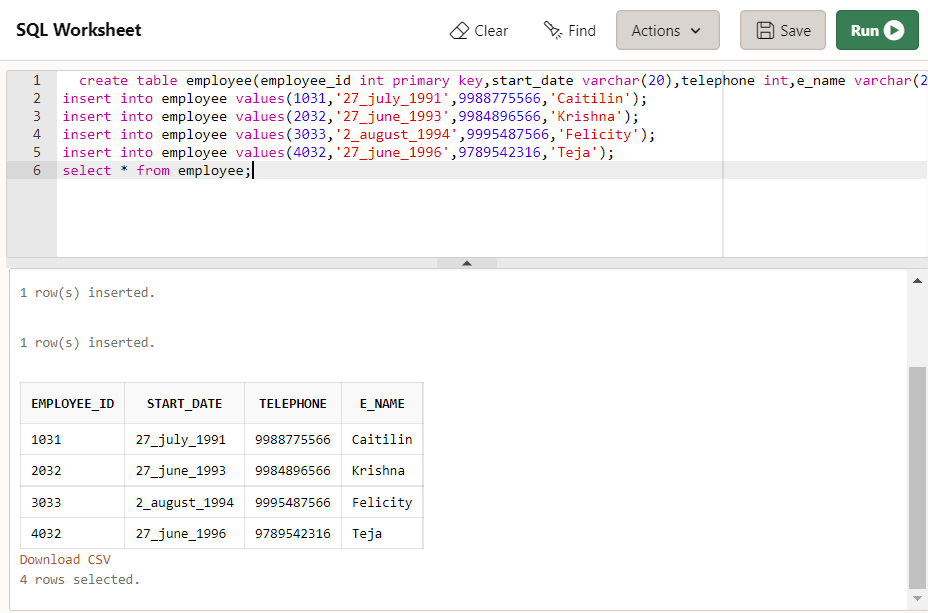 SQL Worksheet
Clear Find Actions Save Run
1 create table employee(employee_id int primary key,start_date varchar(20),telephone int,e_name varchar(2
2 insert into employee values(1031,'27_july_1991',9988775566,'Caitilin');
3 insert into employee values(2032,'27_june_1993',9984896566,'Krishna');
4 insert into employee values(3033,'2_august_1994',9995487566,'Felicity');
5 insert into employee values(4032,'27_june_1996',9789542316,'Teja');
6 select * from employee;
1 row(s) inserted.
1 row(s) inserted.
EMPLOYEE_ID START_DATE TELEPHONE E_NAME
1031 27_july_1991 9988775566 Caitilin
2032 27_june_1993 9984896566 Krishna
3033 2_august_1994 9995487566 Felicity
4032 27_june_1996 9789542316 Teja
Download CSV
4 rows selected.